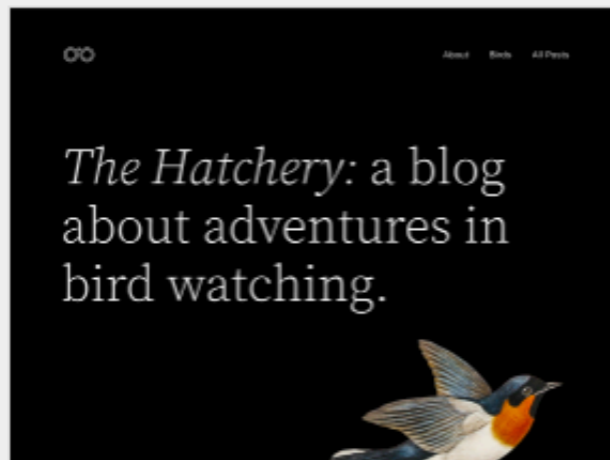 About Birds All Posts
The Hatchery: a blog
about adventures in
bird watching.